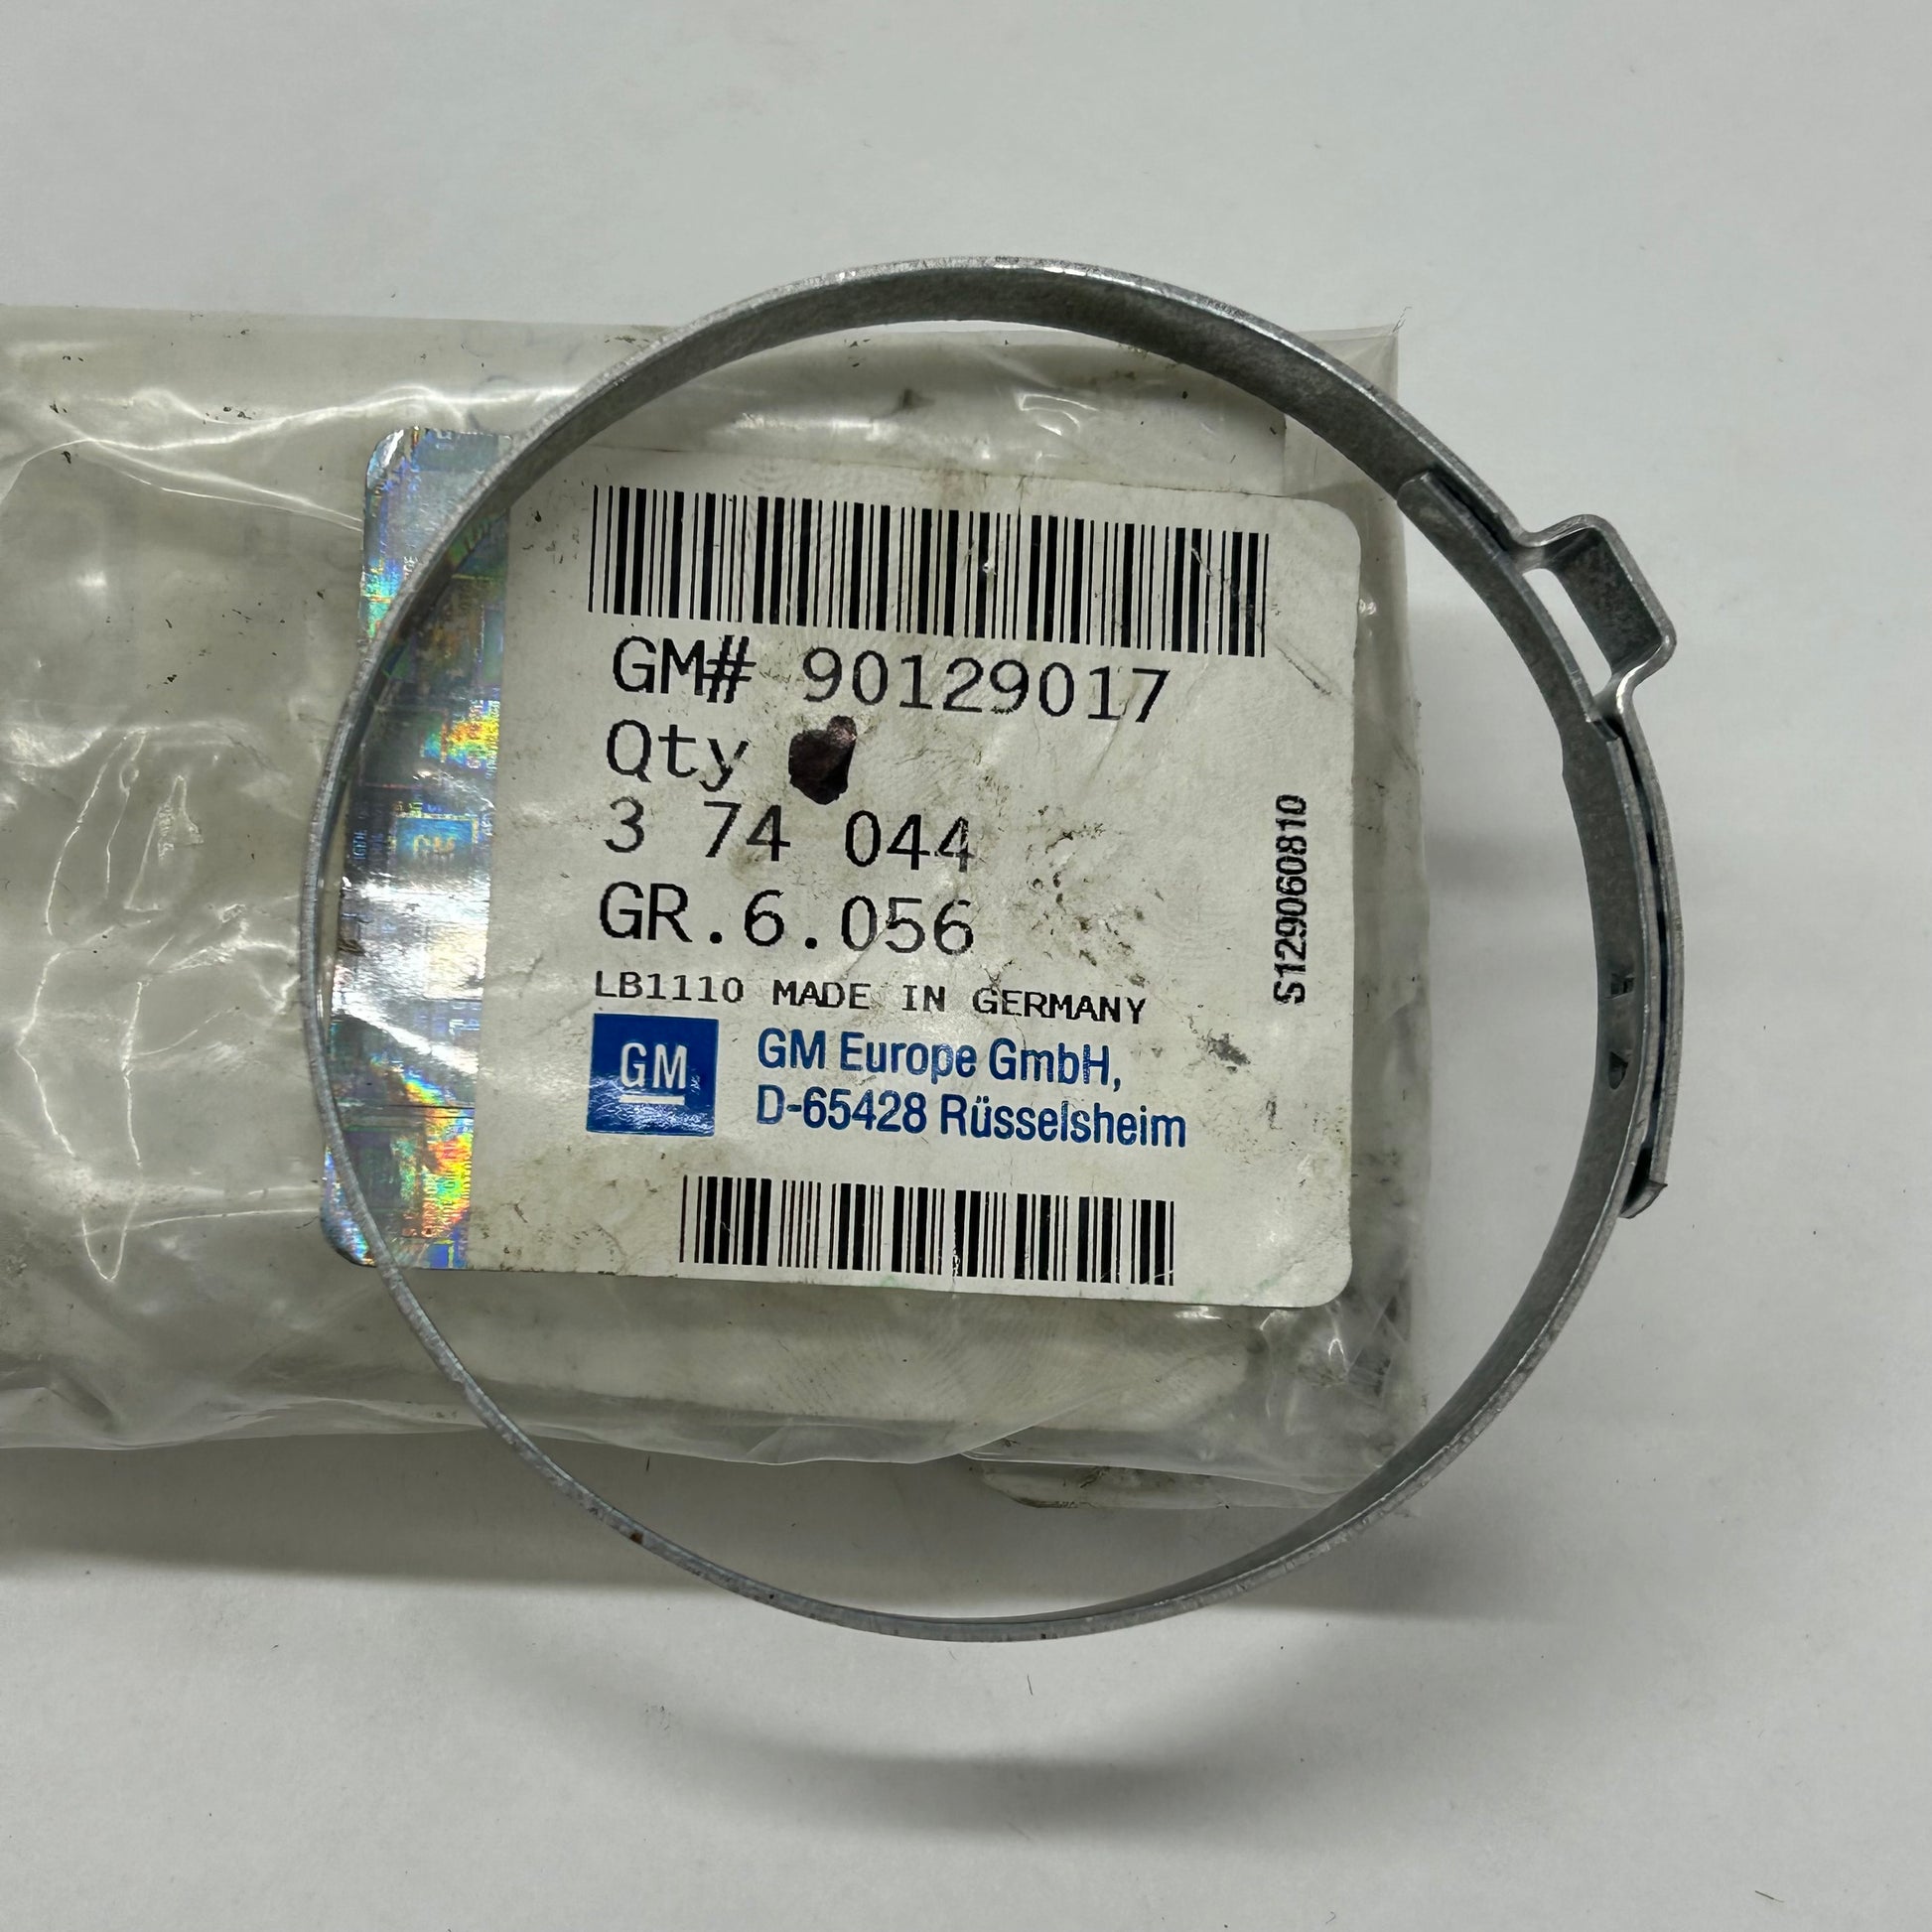 GM# 90129017
Qty
3 74 044
GR.6.056
LB1110 MADE IN GERMANY
GM
GM Europe GmbH,
D-65428 Rüsselsheim
S129060810